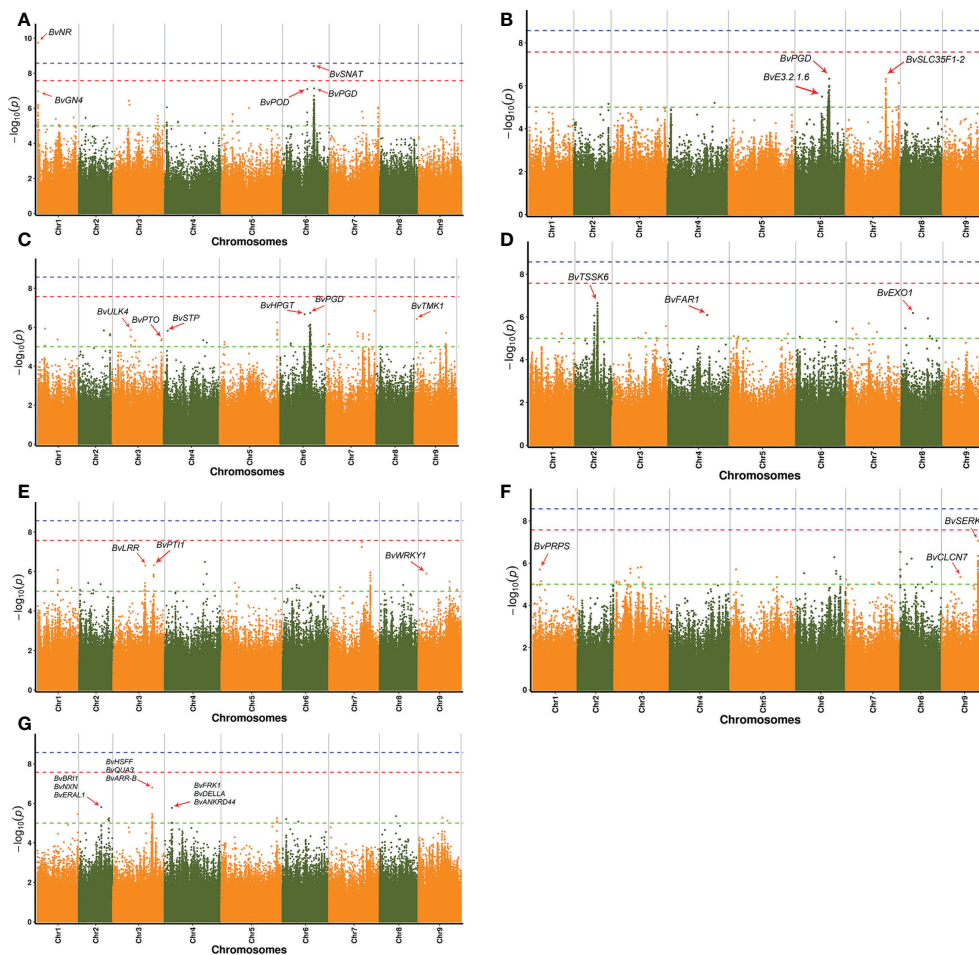 A
−log10(p)
10
8
6
4
2
0
BvNR
BvGN4
BvSNAT
BvPOD
BvPGD
Chr1
Chr2
Chr3
Chr4
Chr5
Chr6
Chr7
Chr8
Chr9
Chromosomes
B
−log10(p)
8
6
4
2
0
BvPGD
BvE3.2.1.6
BvSLC35F1-2
Chr1
Chr2
Chr3
Chr4
Chr5
Chr6
Chr7
Chr8
Chr9
Chromosomes
C
−log10(p)
8
6
4
2
0
BvULK4
BvPTO
BvSTP
BvHPGT
BvPGD
BvTMK1
Chr1
Chr2
Chr3
Chr4
Chr5
Chr6
Chr7
Chr8
Chr9
Chromosomes
D
−log10(p)
8
6
4
2
0
BvTSSK6
BvFAR1
BvEXO1
Chr1
Chr2
Chr3
Chr4
Chr5
Chr6
Chr7
Chr8
Chr9
Chromosomes
E
−log10(p)
8
6
4
2
0
BvLRR
BvPTI1
BvWRKY1
Chr1
Chr2
Chr3
Chr4
Chr5
Chr6
Chr7
Chr8
Chr9
Chromosomes
F
−log10(p)
8
6
4
2
0
BvPRPS
BvSERK
BvCLCN7
Chr1
Chr2
Chr3
Chr4
Chr5
Chr6
Chr7
Chr8
Chr9
Chromosomes
G
−log10(p)
8
6
4
2
0
BvBRI1
BvNXN
BvERAL1
BvHSFF
BvQUA3
BvARR-B
BvFRK1
BvDELLA
BvANKRD44
Chr1
Chr2
Chr3
Chr4
Chr5
Chr6
Chr7
Chr8
Chr9
Chromosomes